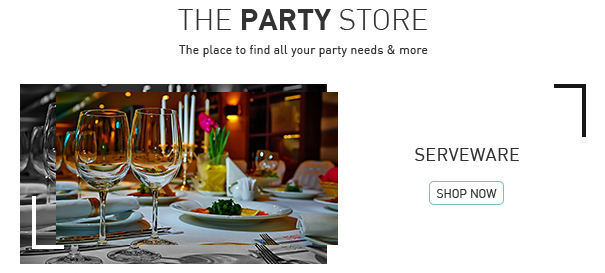 THE PARTY STORE
The place to find all your party needs & more
SERVEWARE
SHOP NOW